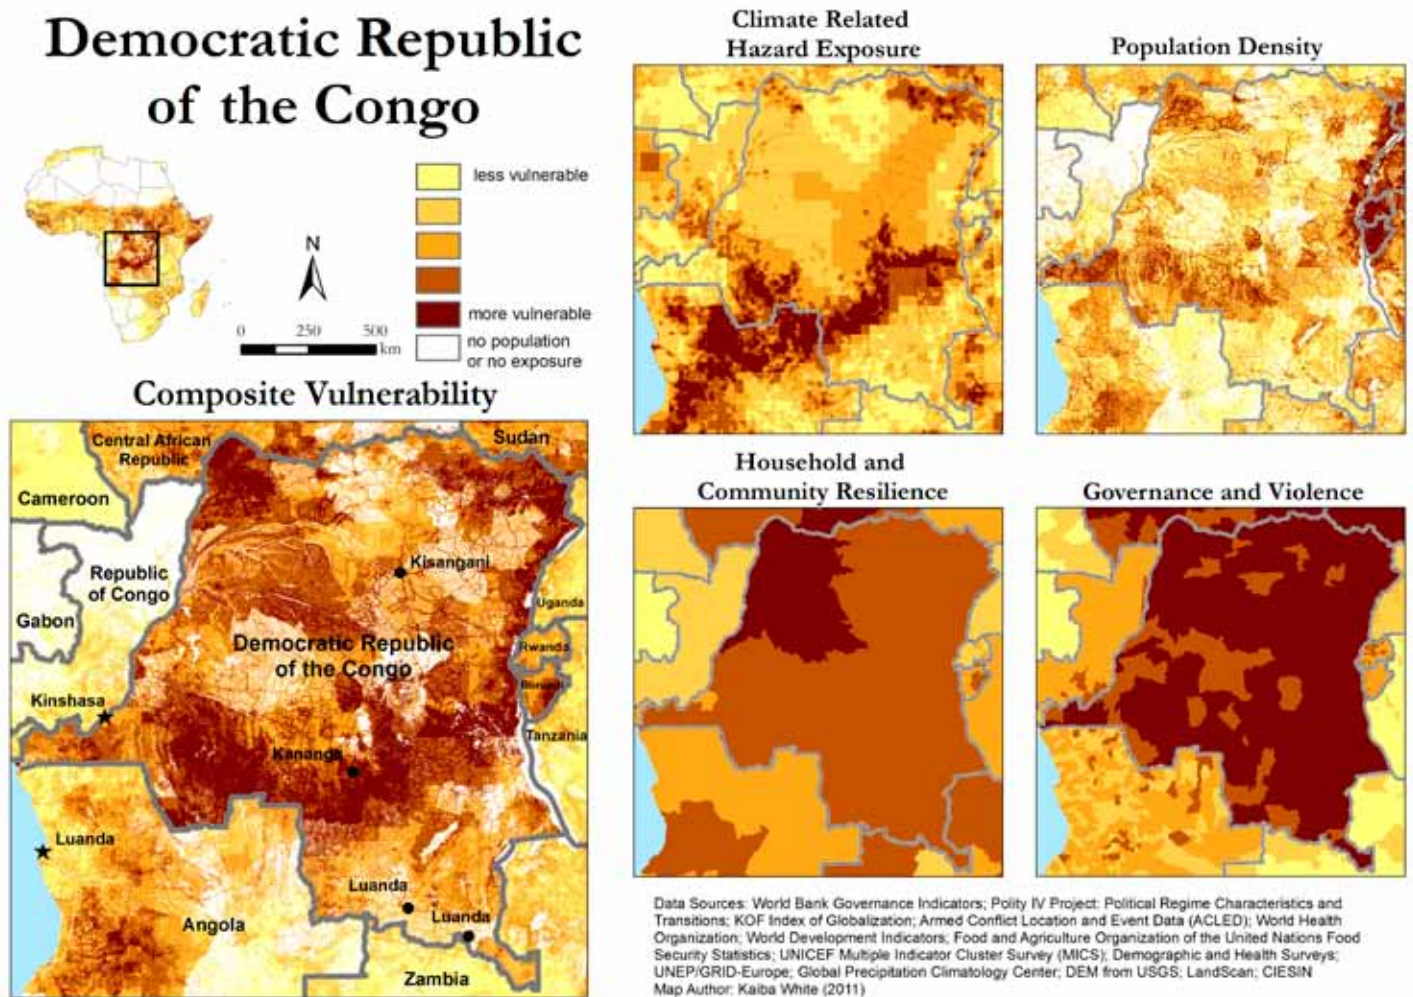 Democratic Republic
of the Congo
less vulnerable
more vulnerable
no population
or no exposure
N
0 250 500
km
Composite Vulnerability
Central African
Republic
Sudan
Cameroon
Republic
of Congo
Gabon
Kisangani
Uganda
Democratic Republic
of the Congo
Rwanda
Burundi
Kinshasa
Tanzania
Kananga
Luanda
Luanda
Luanda
Angola
Zambia
Climate Related
Hazard Exposure
Population Density
Household and
Community Resilience
Governance and Violence
Data Sources: World Bank Governance Indicators; Polity IV Project: Political Regime Characteristics and
Transitions; KOF Index of Globalization; Armed Conflict Location and Event Data (ACLED); World Health
Organization; World Development Indicators; Food and Agriculture Organization of the United Nations Food
Security Statistics; UNICEF Multiple Indicator Cluster Survey (MICS); Demographic and Health Surveys;
UNEP/GRID-Europe; Global Precipitation Climatology Center; DEM from USGS; LandScan; CIESIN
Map Author: Kaiba White (2011)